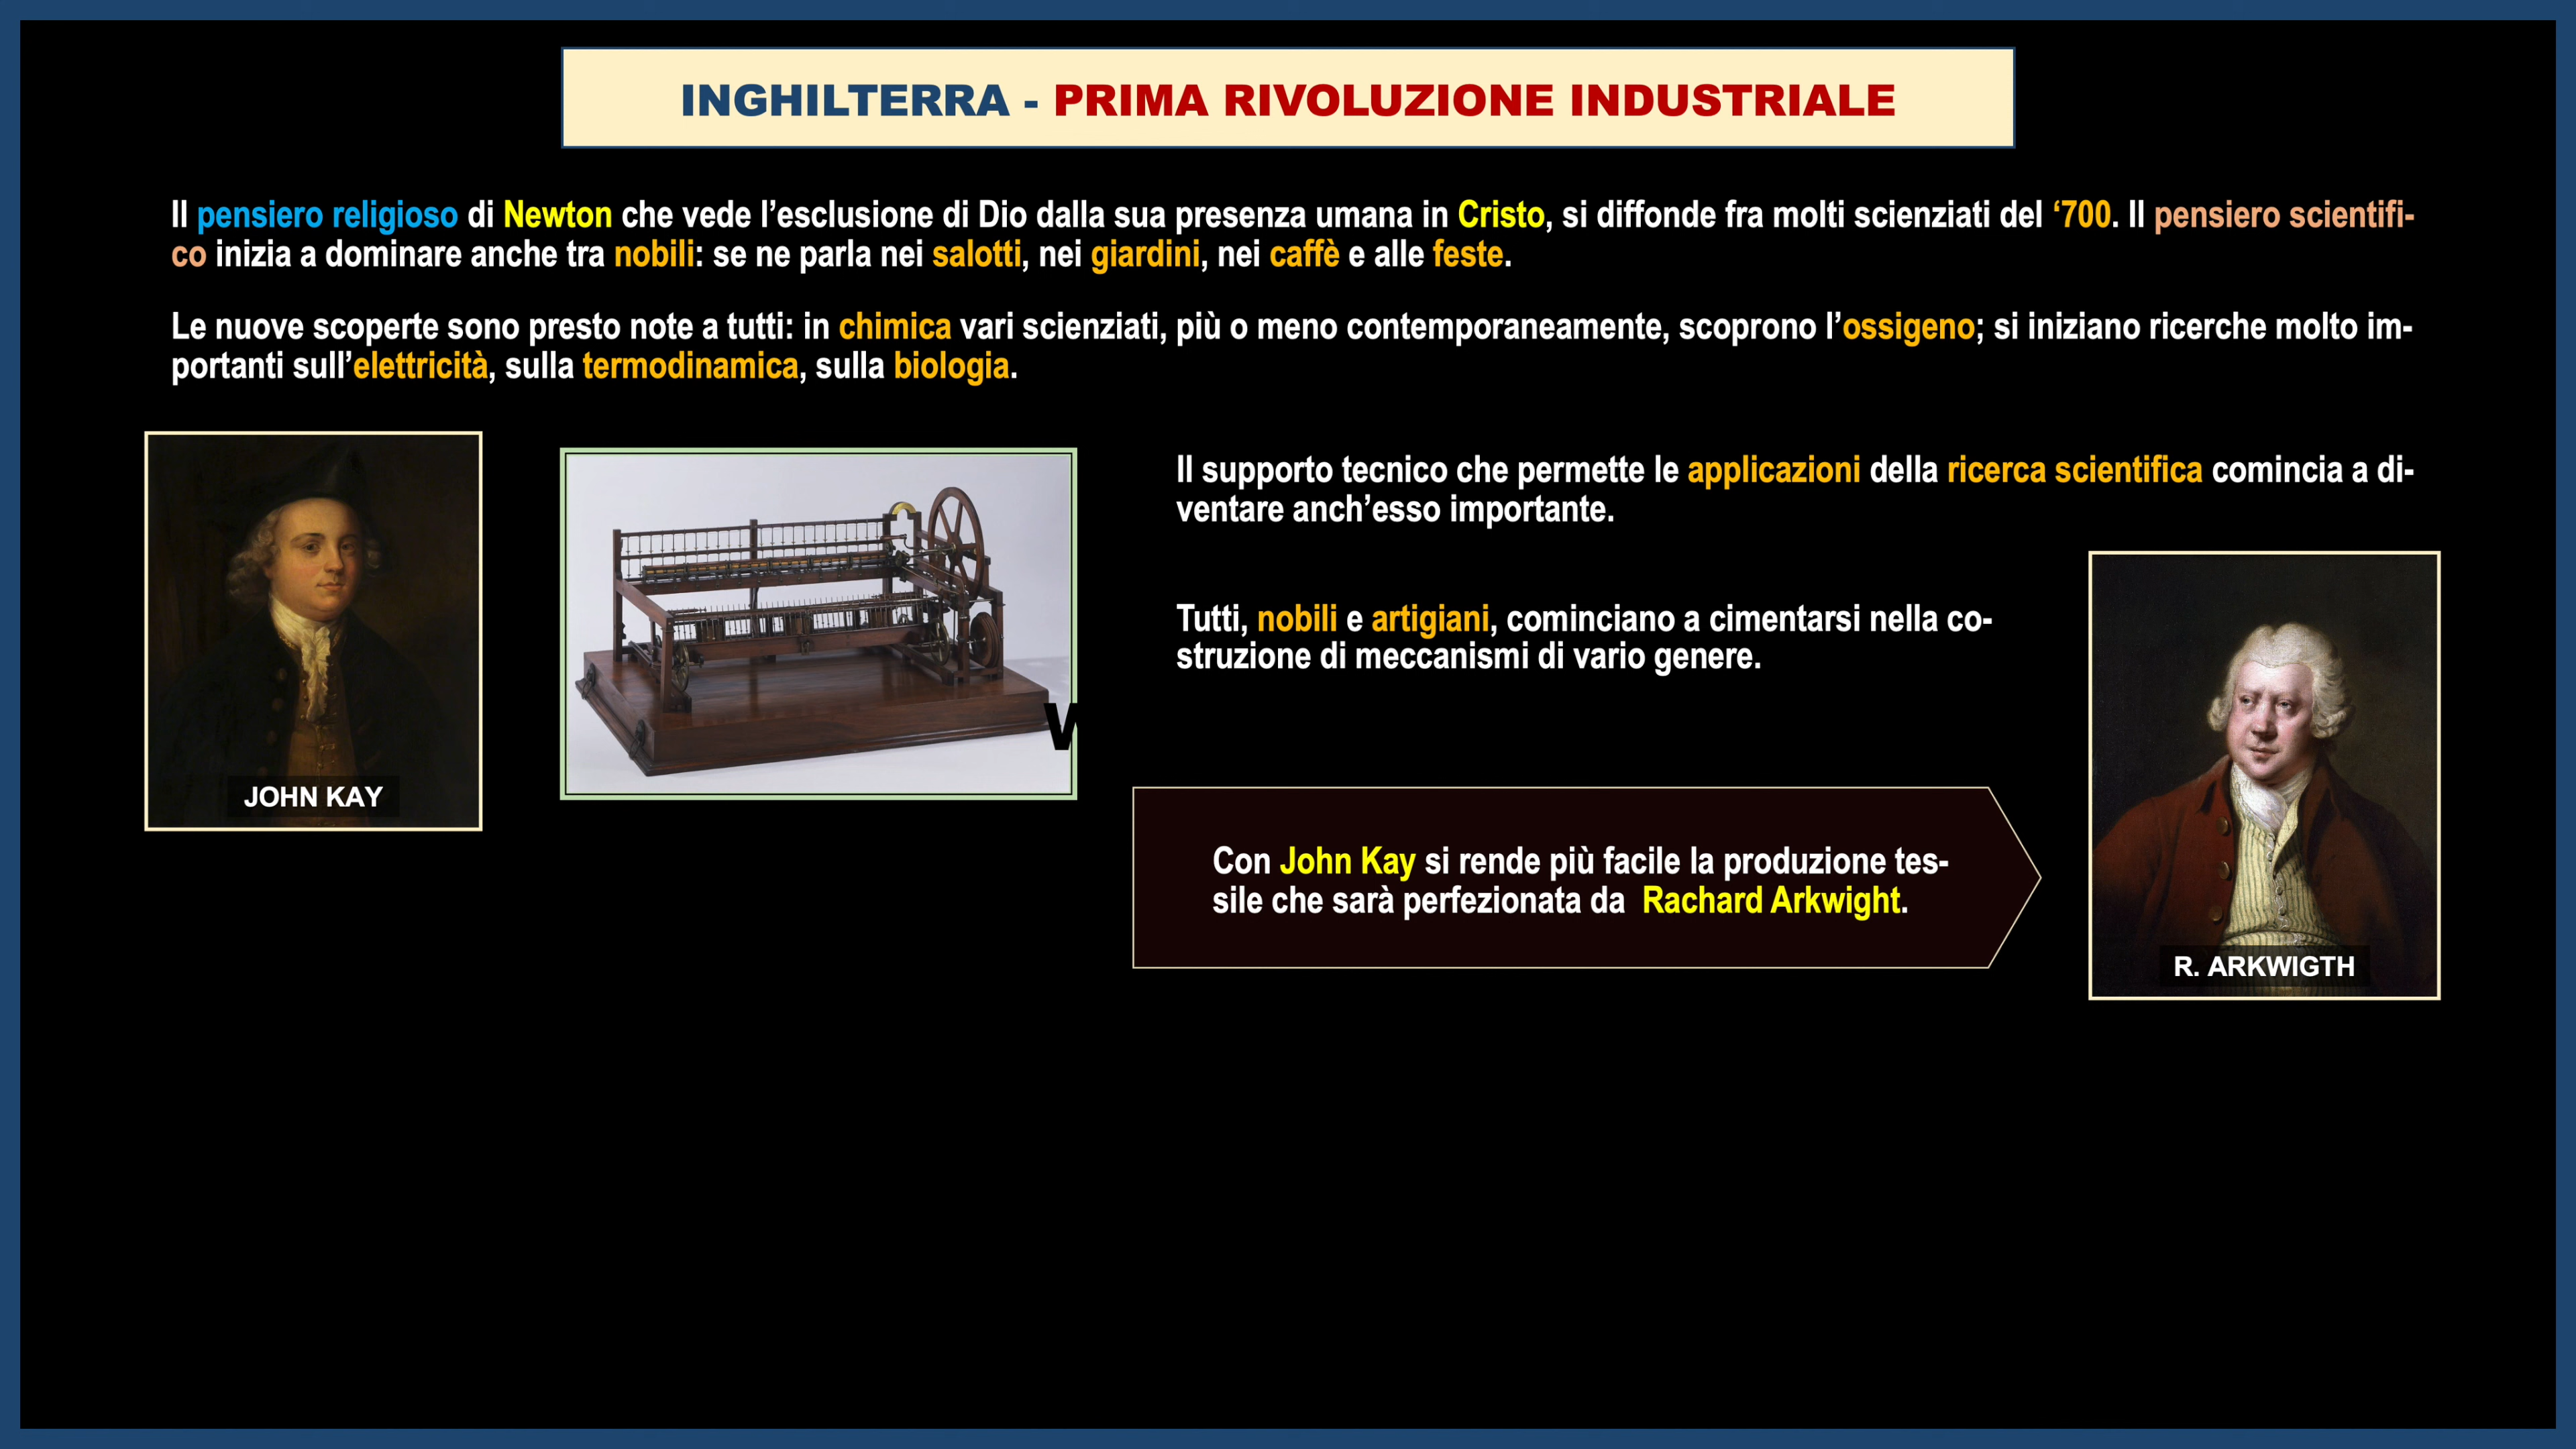 INGHILTERRA - PRIMA RIVOLUZIONE INDUSTRIALE
Il pensiero religioso di Newton che vede l’esclusione di Dio dalla sua presenza umana in Cristo, si diffonde fra molti scienziati del ‘700. Il pensiero scientifi-
co inizia a dominare anche tra nobili: se ne parla nei salotti, nei giardini, nei caffè e alle feste.
Le nuove scoperte sono presto note a tutti: in chimica vari scienziati, più o meno contemporaneamente, scoprono l’ossigeno; si iniziano ricerche molto im-
portanti sull’elettricità, sulla termodinamica, sulla biologia.
Il supporto tecnico che permette le applicazioni della ricerca scientifica comincia a di-
ventare anch’esso importante.
Tutti, nobili e artigiani, cominciano a cimentarsi nella co-
struzione di meccanismi di vario genere.
JOHN KAY
Con John Kay si rende più facile la produzione tes-
sile che sarà perfezionata da  Rachard Arkwight.
R. ARKWIGTH